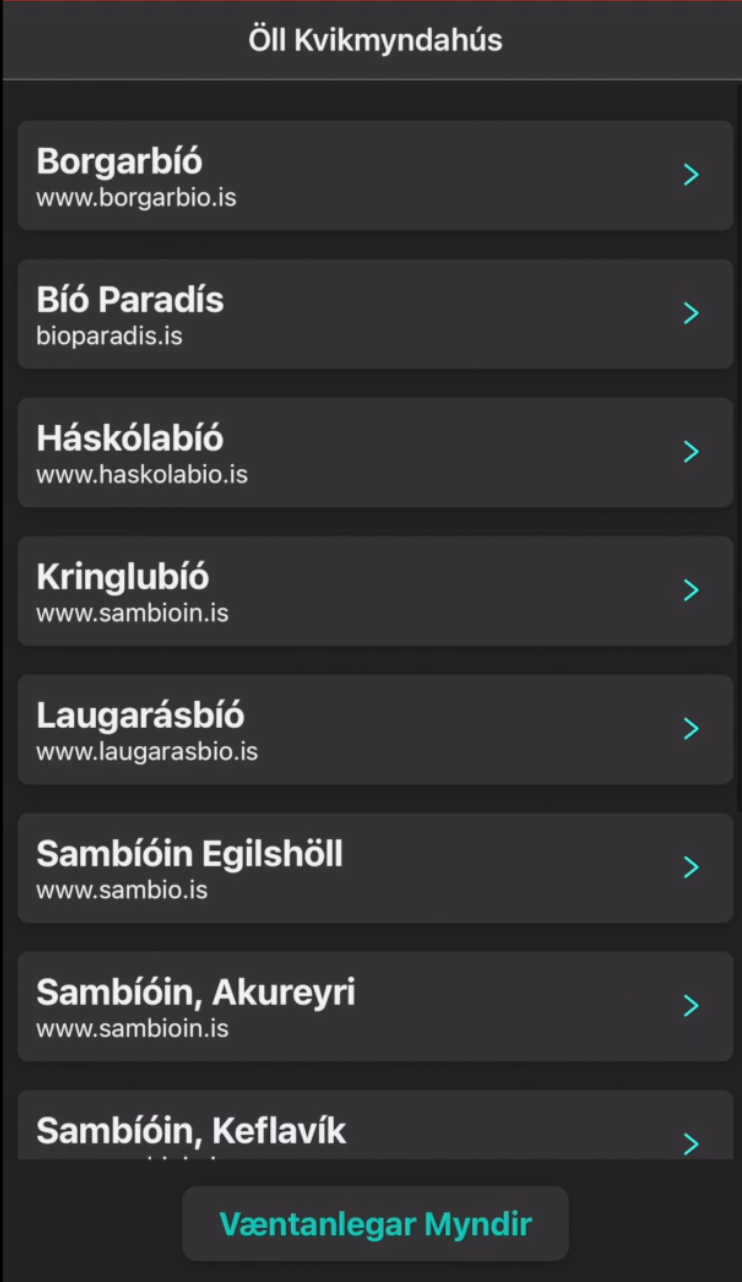 Öll Kvikmyndahús
Borgarbíó
www.borgarbio.is
Bíó Paradís
bioparadis.is
Háskólabíó
www.haskolabio.is
Kringlubíó
www.sambioin.is
Laugarásbíó
www.laugarasbio.is
Sambíóin Egilshöll
www.sambio.is
Sambíóin, Akureyri
www.sambioin.is
Sambíóin, Keflavík
Væntanlegar Myndir